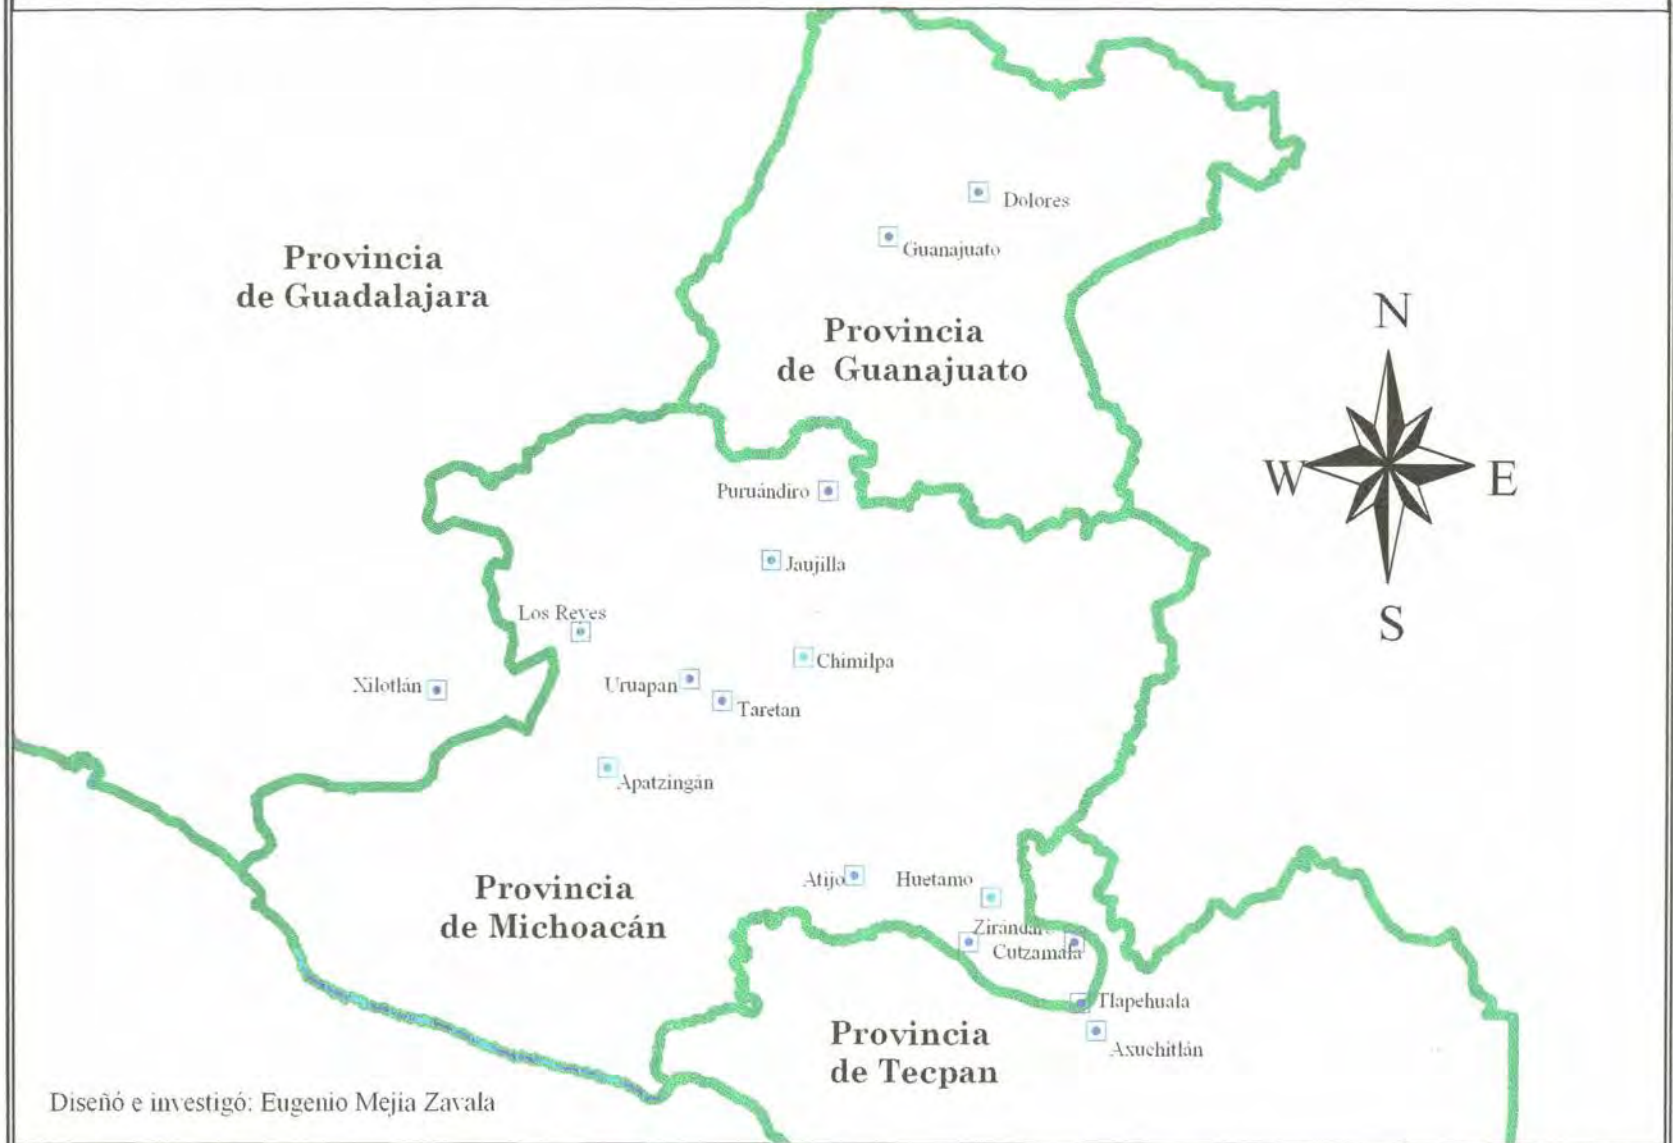 Dolores
Guanajuato
Provincia
de Guadalajara
Provincia
de Guanajuato
N
W
E
S
Puruándiro
Jaujilla
Los Reyes
Chimilpa
Xilotlán
Uruapan
Taretan
Apatzingán
Atijo
Huetamo
Provincia
de Michoacán
Zirándaro
Cutzamala
Tlapehuala
Provincia
de Tecpan
Axuchitlán
Diseñó e investigó: Eugenio Mejia Zavala